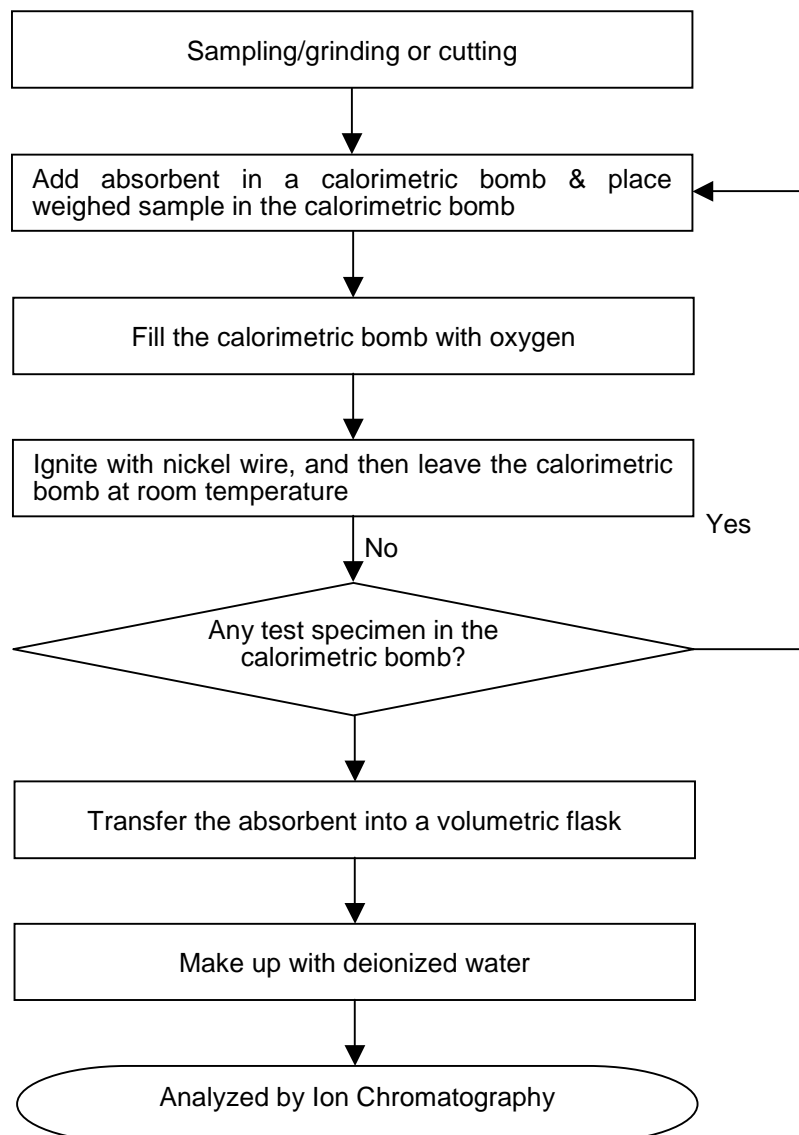 Sampling/grinding or cutting
Add absorbent in a calorimetric bomb & place
weighed sample in the calorimetric bomb
Fill the calorimetric bomb with oxygen
Ignite with nickel wire, and then leave the calorimetric
bomb at room temperature
Yes
No
Any test specimen in the
calorimetric bomb?
Transfer the absorbent into a volumetric flask
Make up with deionized water
Analyzed by Ion Chromatography